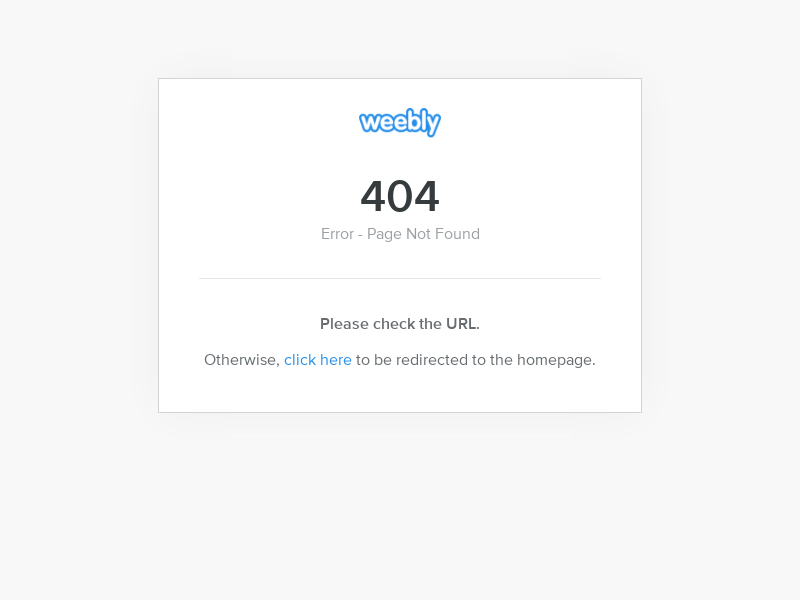 weebly
404
Error - Page Not Found
Please check the URL.
Otherwise, click here to be redirected to the homepage.